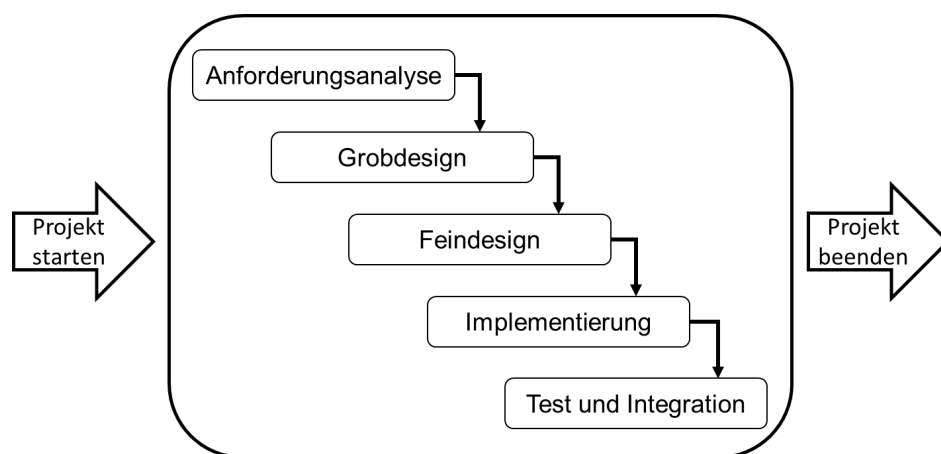 Anforderungsanalyse
Grobdesign
Projekt
starten
Feindesign
Projekt
beenden
Implementierung
Test und Integration